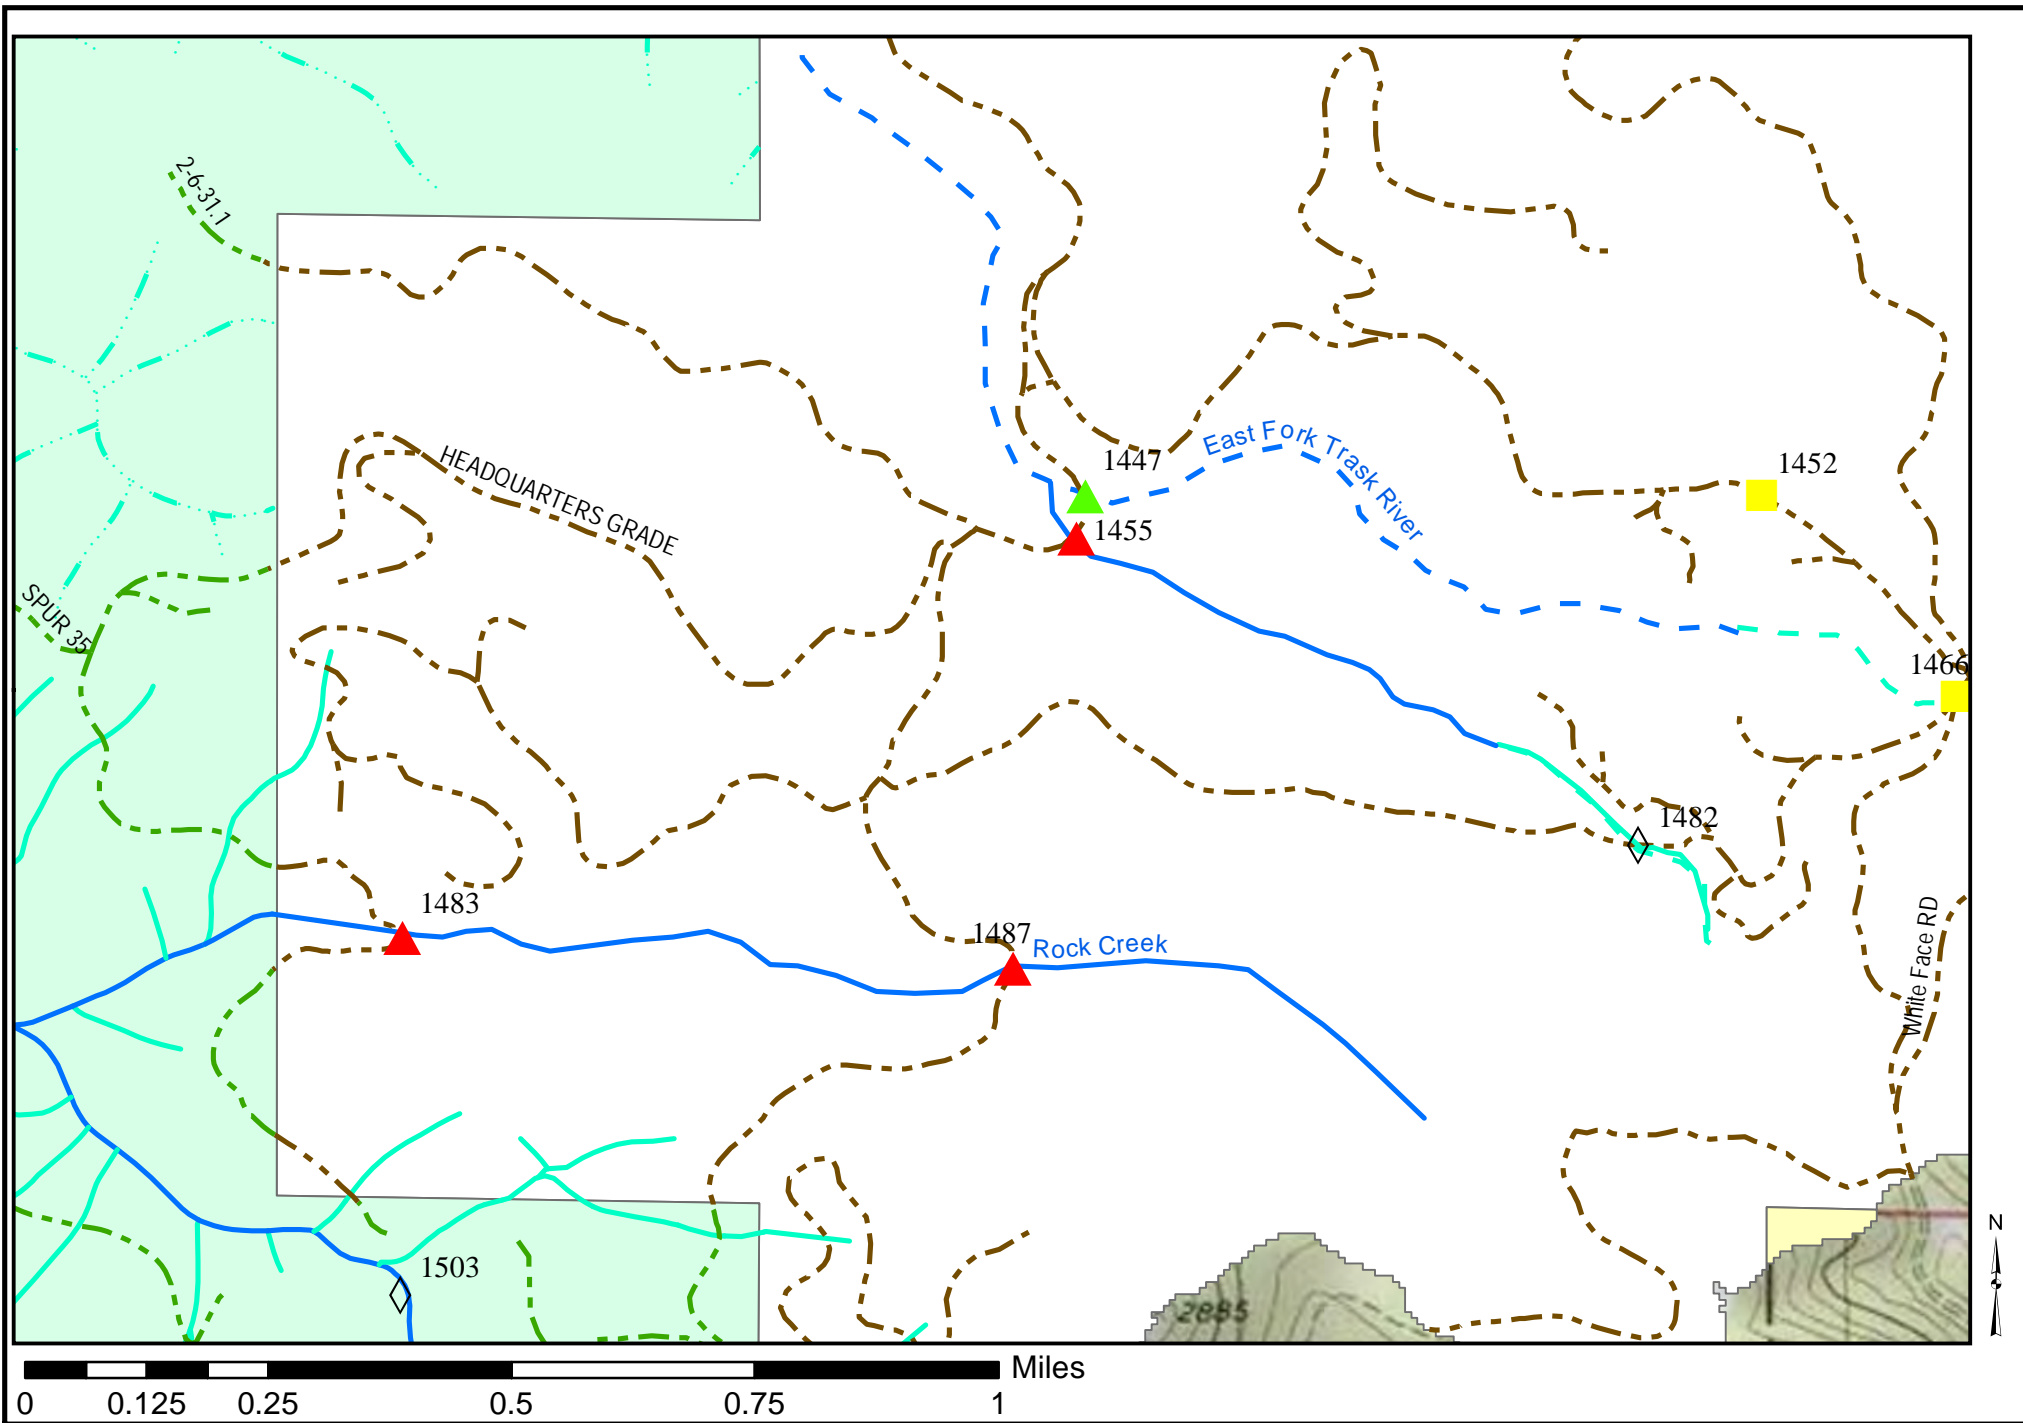 2-6-31.1
HEADQUARTERS GRADE
East Fork Trask River
1447
1452
1455
SPUR 35
1466
1482
1483
1487
Rock Creek
White Face RD
1503
2885
N
Miles
0 0.125 0.25 0.5 0.75 1